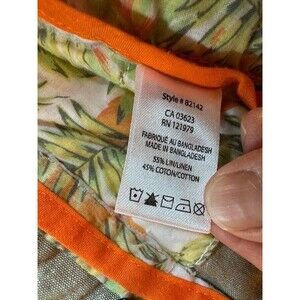 Style # 82142
CA 03623
RN 121979
FABRIQUÉ AU BANGLADESH
MADE IN BANGLADESH
55% LIN/LINEN
45% COTON/COTTON